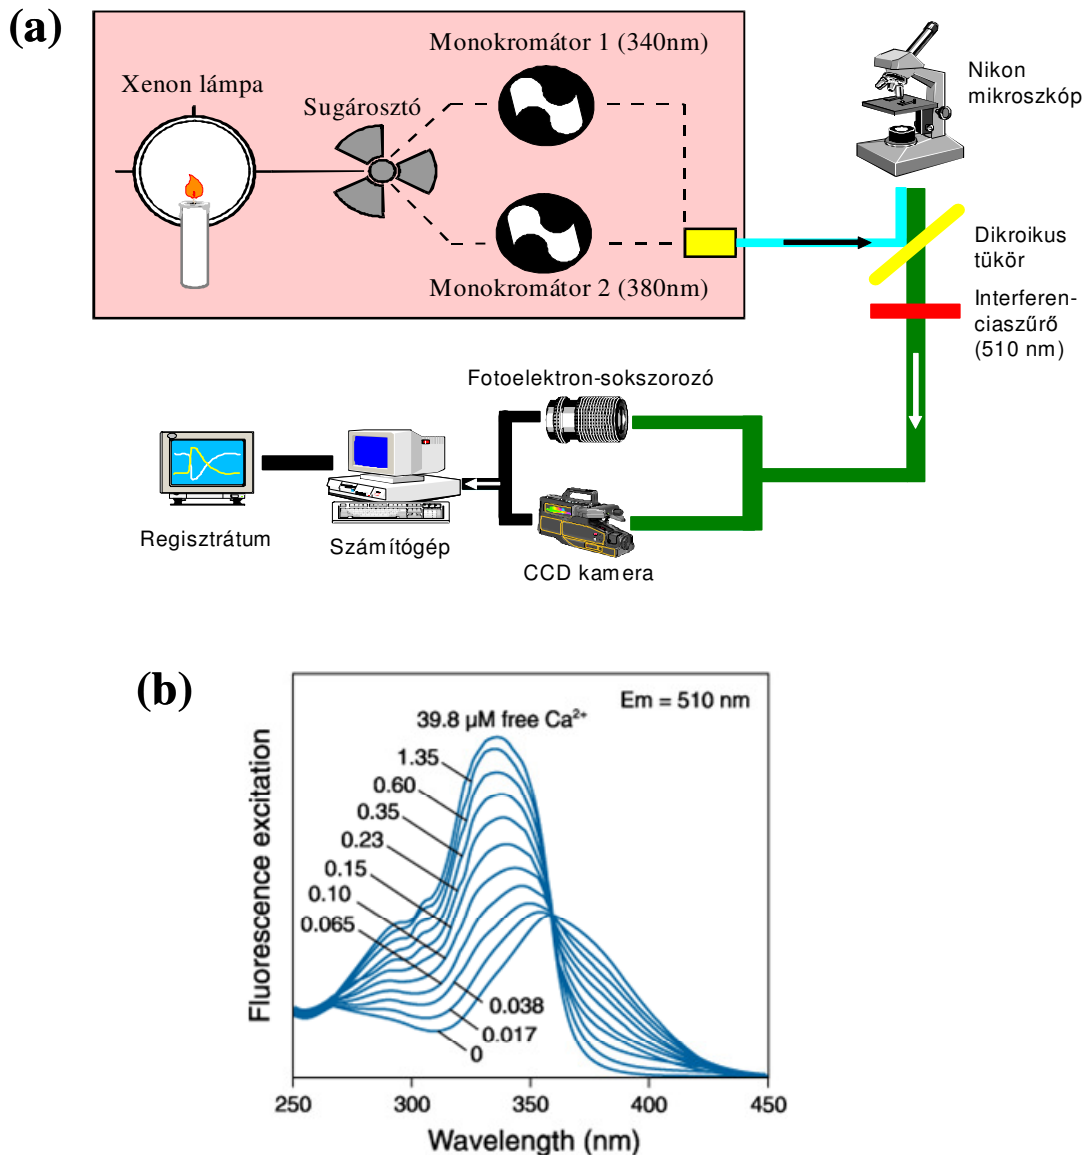 (a)
Monokromátor 1 (340nm)
Xenon lámpa
Sugárosztó
Monokromátor 2 (380nm)
Nikon
mikroszkóp
Dikroikus
tükör
Interferen-
ciaszűrő
(510 nm)
Fotoelektron-sokszorozó
Regisztrátum
Számítógép
CCD kamera
(b)
Em = 510 nm
39.8 µM free Ca²⁺
1.35
0.60
0.35
0.23
0.15
0.10
0.065
0.038
0.017
0
Fluorescence excitation
250 300 350 400 450
Wavelength (nm)